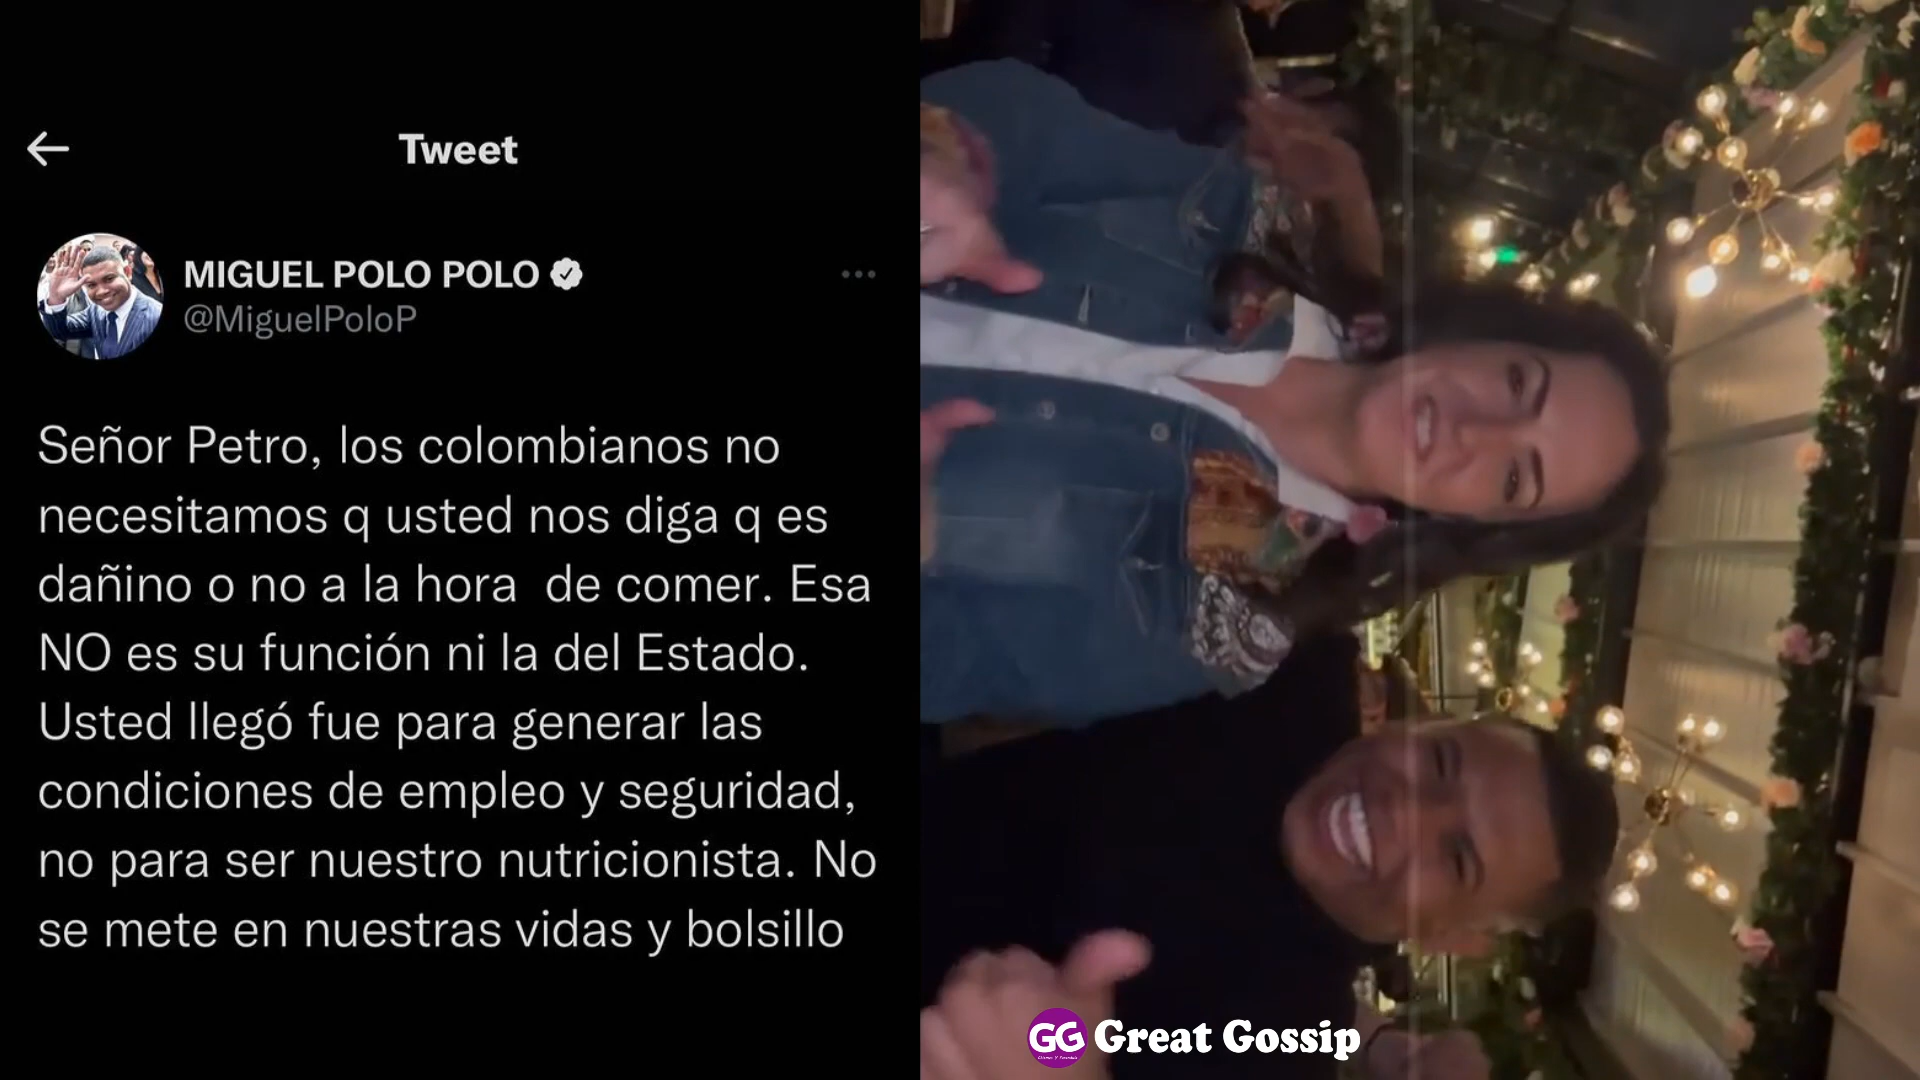 Tweet
MIGUEL POLO POLO
@MiguelPoloP
Señor Petro, los colombianos no
necesitamos q usted nos diga q es
dañino o no a la hora  de comer. Esa
NO es su función ni la del Estado.
Usted llegó fue para generar las
condiciones de empleo y seguridad,
no para ser nuestro nutricionista. No
se mete en nuestras vidas y bolsillo
GG Great Gossip